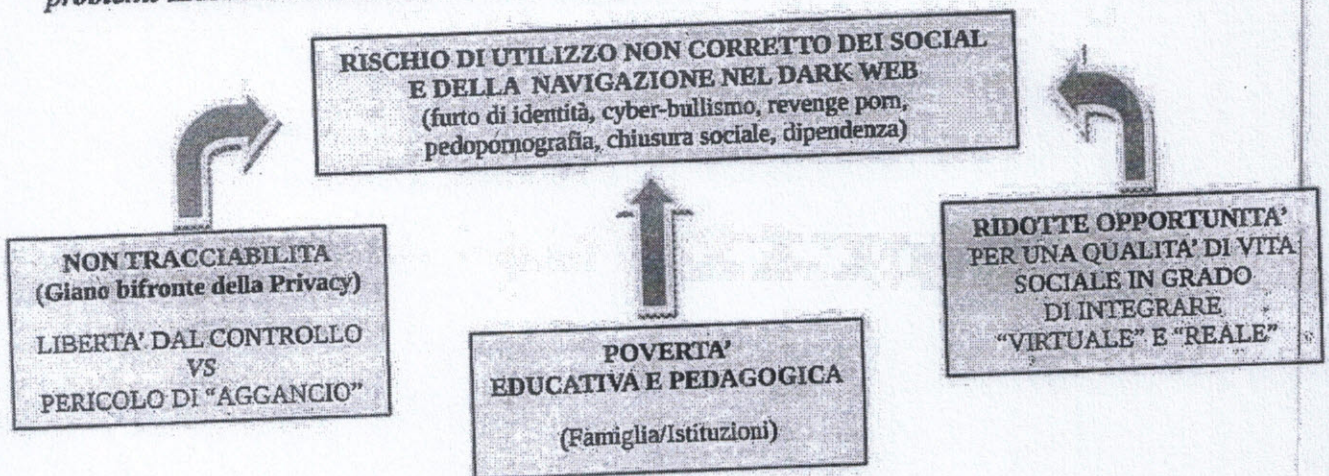 RISCHIO DI UTILIZZO NON CORRETTO DEI SOCIAL
E DELLA NAVIGAZIONE NEL DARK WEB
(furto di identità, cyber-bullismo, revenge porn,
pedopornografia, chiusura sociale, dipendenza)
NON TRACCIABILITA
(Giano bifronte della Privacy)
LIBERTA' DAL CONTROLLO
VS
PERICOLO DI “AGGANCIO”
POVERTA'
EDUCATIVA E PEDAGOGICA
(Famiglia/Istituzioni)
RIDOTTE OPPORTUNITA'
PER UNA QUALITA' DI VITA
SOCIALE IN GRADO
DI INTEGRARE
“VIRTUALE” E “REALE”